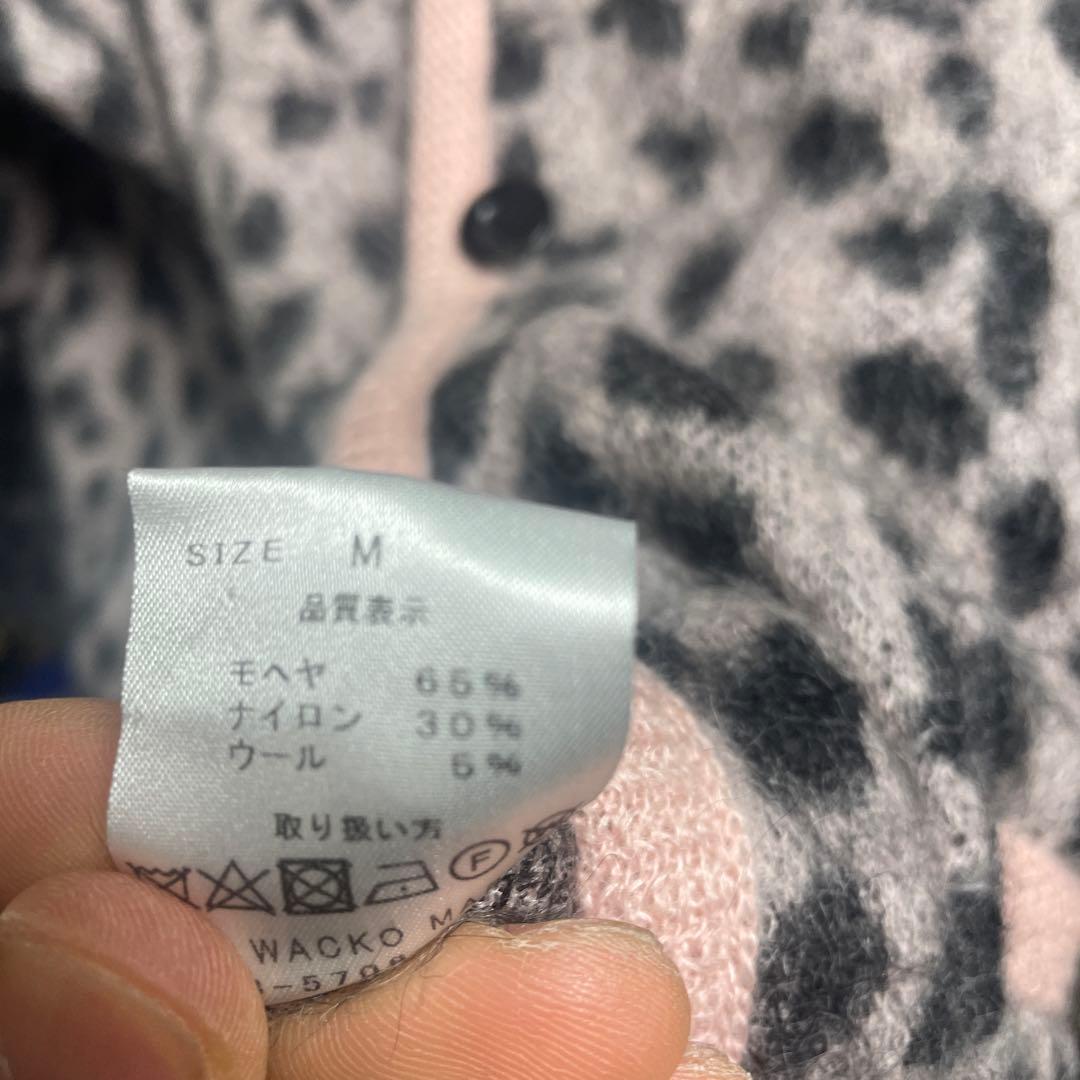 SIZE M
品質表示
モヘヤ 65%
ナイロン 30%
ウール 5%
取り扱い方
F
WACKO